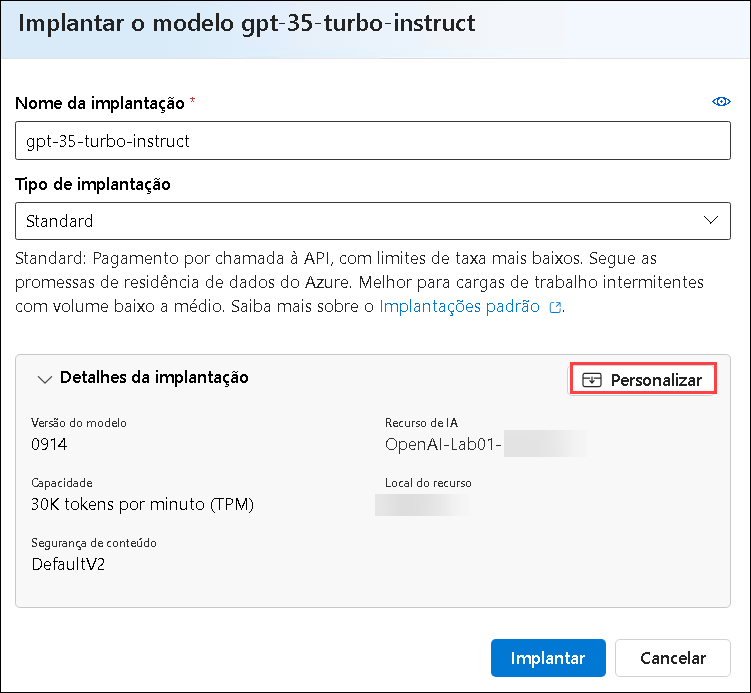 Implantar o modelo gpt-35-turbo-instruct
Nome da implantação *
gpt-35-turbo-instruct
Tipo de implantação
Standard
Standard: Pagamento por chamada à API, com limites de taxa mais baixos. Segue as
promessas de residência de dados do Azure. Melhor para cargas de trabalho intermitentes
com volume baixo a médio. Saiba mais sobre o Implantações padrão.
Detalhes da implantação
Personalizar
Versão do modelo
0914
Recurso de IA
OpenAI-Lab01-
Capacidade
30K tokens por minuto (TPM)
Local do recurso
Segurança de conteúdo
DefaultV2
Implantar
Cancelar